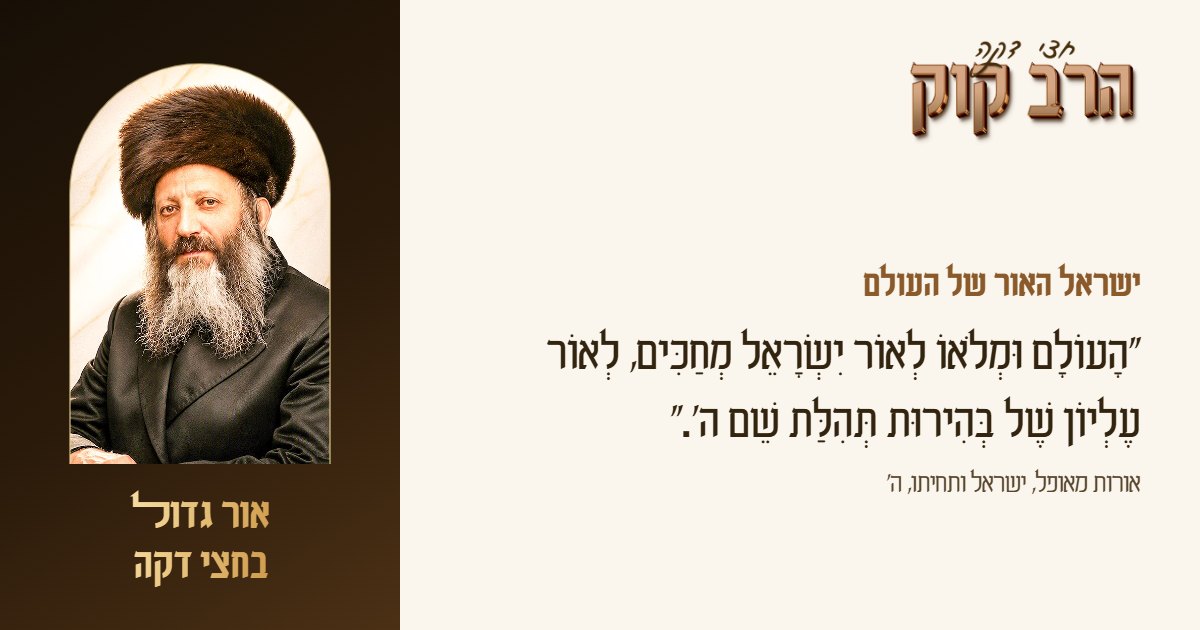 חצי דקה
הרב קוק
ישראל האור של העולם
"הָעוֹלָם וּמְלֹאוֹ לְאוֹר יִשְׂרָאֵל מְחַכִּים, לְאוֹר
עֶלְיוֹן שֶׁל בְּהִירוּת תְּהִלַּת שֵׁם ה'."
אורות מאופל, ישראל ותחיתו, ה'
אור גדול
בחצי דקה